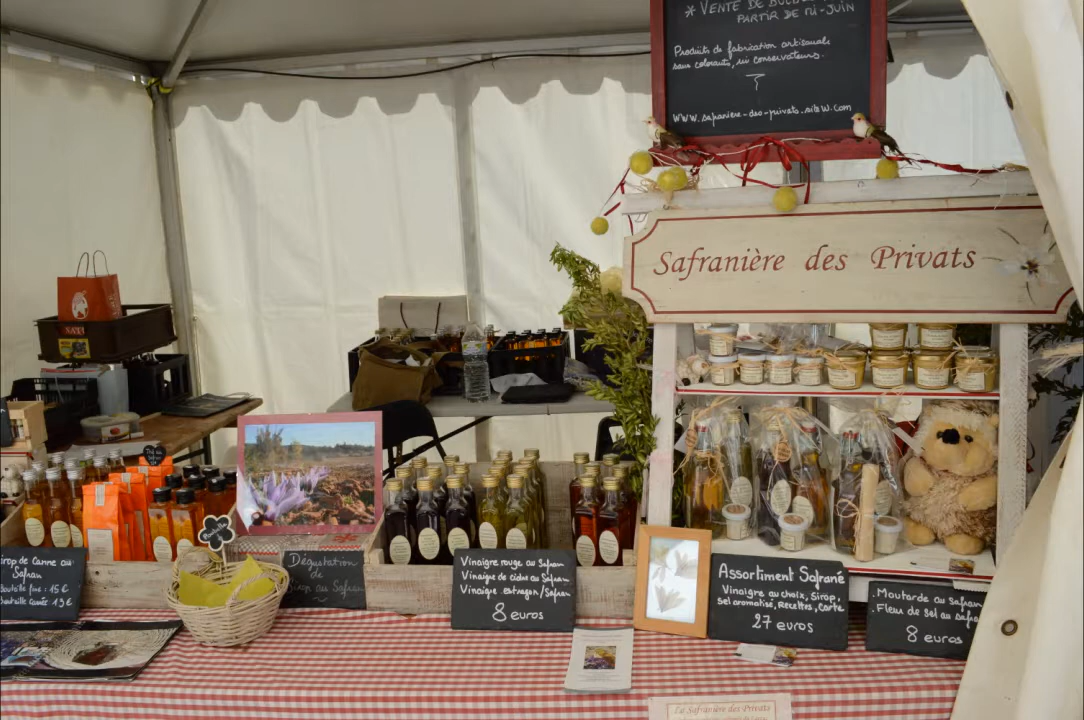 * VENTE DE
PARTIR DE MI-JUIN
Produits de fabrication artisanale
sans colorants, ni conservateurs.
www.safraniere-des-privats.sitew.com
Safranière des Privats
Sirop de Canne au
Safran
Bouteille fine : 15 €
Bouteille Carrée : 13 €
Dégustation
de
Sirop au Safran
Vinaigre rouge au Safran
Vinaigre de cidre au Safran
Vinaigre estragon/Safran
8 euros
Assortiment Safrané
Vinaigre au choix, Sirop,
Sel aromatisé, Recettes, Carte
27 euros
Moutarde au safran
. Fleur de Sel au safra
8 euros
La Safranière des Privats